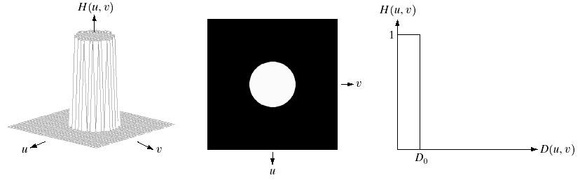 H(u, v)
u
v
v
u
H(u, v)
1
D₀
D(u, v)